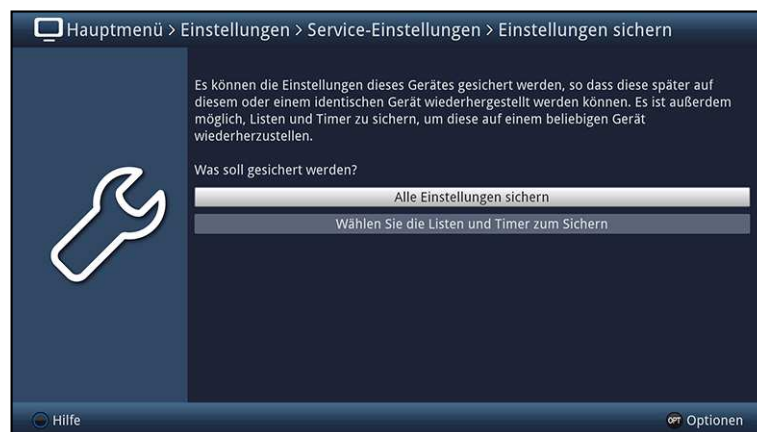 Hauptmenü > Einstellungen > Service-Einstellungen > Einstellungen sichern
Es können die Einstellungen dieses Gerätes gesichert werden, so dass diese später auf
diesem oder einem identischen Gerät wiederhergestellt werden können. Es ist außerdem
möglich, Listen und Timer zu sichern, um diese auf einem beliebigen Gerät
wiederherzustellen.
Was soll gesichert werden?
Alle Einstellungen sichern
Wählen Sie die Listen und Timer zum Sichern
Hilfe
OPT Optionen